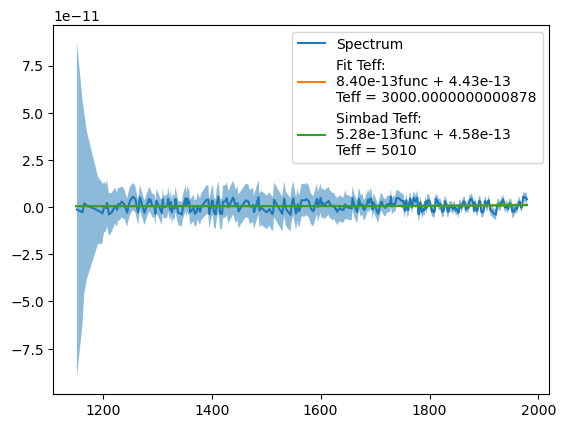 1e−11
7.5
5.0
2.5
0.0
−2.5
−5.0
−7.5
1200 1400 1600 1800 2000
Spectrum
Fit Teff:
8.40e-13func + 4.43e-13
Teff = 3000.0000000000878
Simbad Teff:
5.28e-13func + 4.58e-13
Teff = 5010